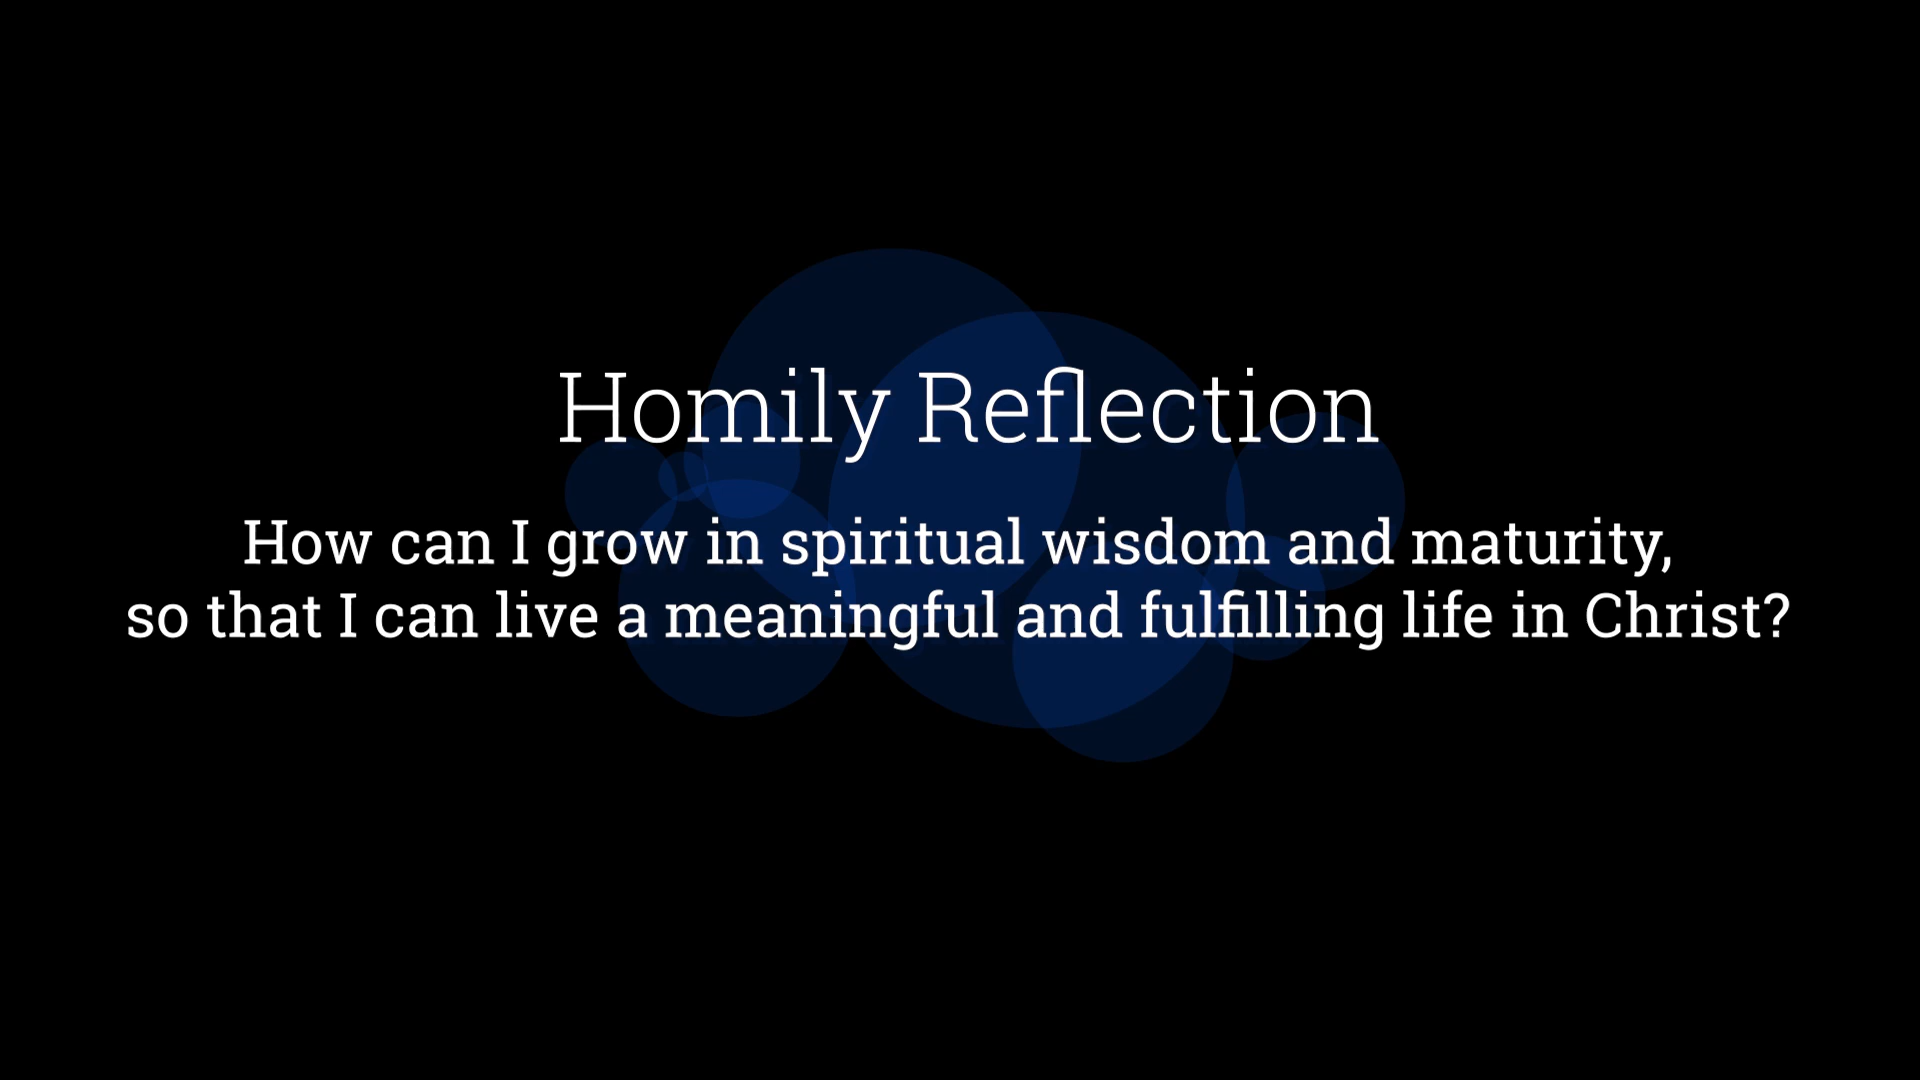 Homily Reflection
How can I grow in spiritual wisdom and maturity,
so that I can live a meaningful and fulfilling life in Christ?